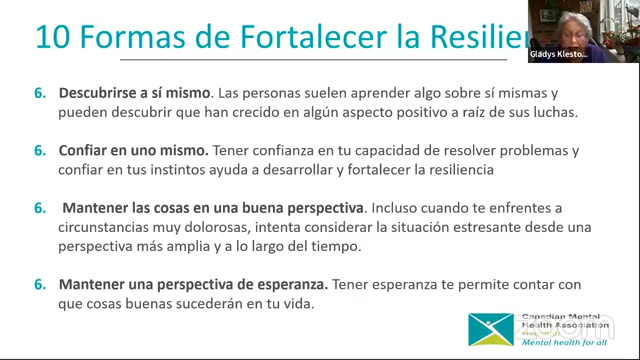 10 Formas de Fortalecer la Resilien
Gladys Klesto...
6. Descubrirse a sí mismo. Las personas suelen aprender algo sobre sí mismas y
pueden descubrir que han crecido en algún aspecto positivo a raíz de sus luchas.
6. Confiar en uno mismo. Tener confianza en tu capacidad de resolver problemas y
confiar en tus instintos ayuda a desarrollar y fortalecer la resiliencia
6. Mantener las cosas en una buena perspectiva. Incluso cuando te enfrentes a
circunstancias muy dolorosas, intenta considerar la situación estresante desde una
perspectiva más amplia y a lo largo del tiempo.
6. Mantener una perspectiva de esperanza. Tener esperanza te permite contar con
que cosas buenas sucederán en tu vida.
Canadian Mental
Health Association
zoom
Mental health for all